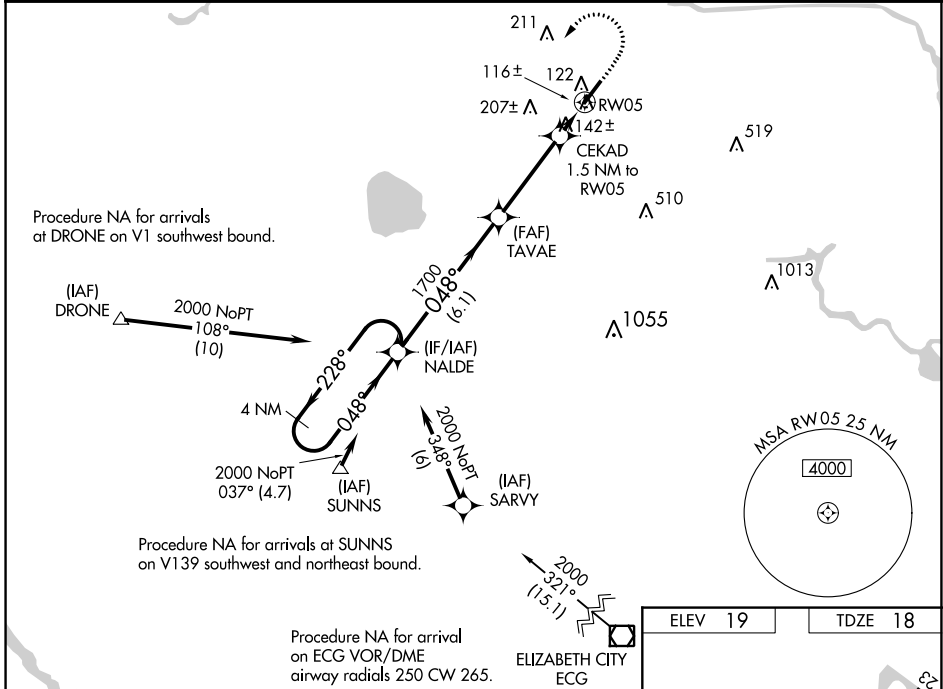 211
116±
122
207±
RW05
142±
CEKAD
1.5 NM to
RW05
519
510
Procedure NA for arrivals
at DRONE on V1 southwest bound.
(FAF)
TAVAE
1013
(IAF)
DRONE
2000 NoPT
108°
(10)
1700
048°
(6.1)
1055
(IF/IAF)
NALDE
228°
048°
4 NM
2000 NoPT
037° (4.7)
(IAF)
SUNNS
2000 NoPT
348°
(6)
(IAF)
SARVY
MSA RW05 25 NM
4000
Procedure NA for arrivals at SUNNS
on V139 southwest and northeast bound.
2000
321°
(15.1)
Procedure NA for arrival
on ECG VOR/DME
airway radials 250 CW 265.
ELIZABETH CITY
ECG
ELEV 19
TDZE 18
23